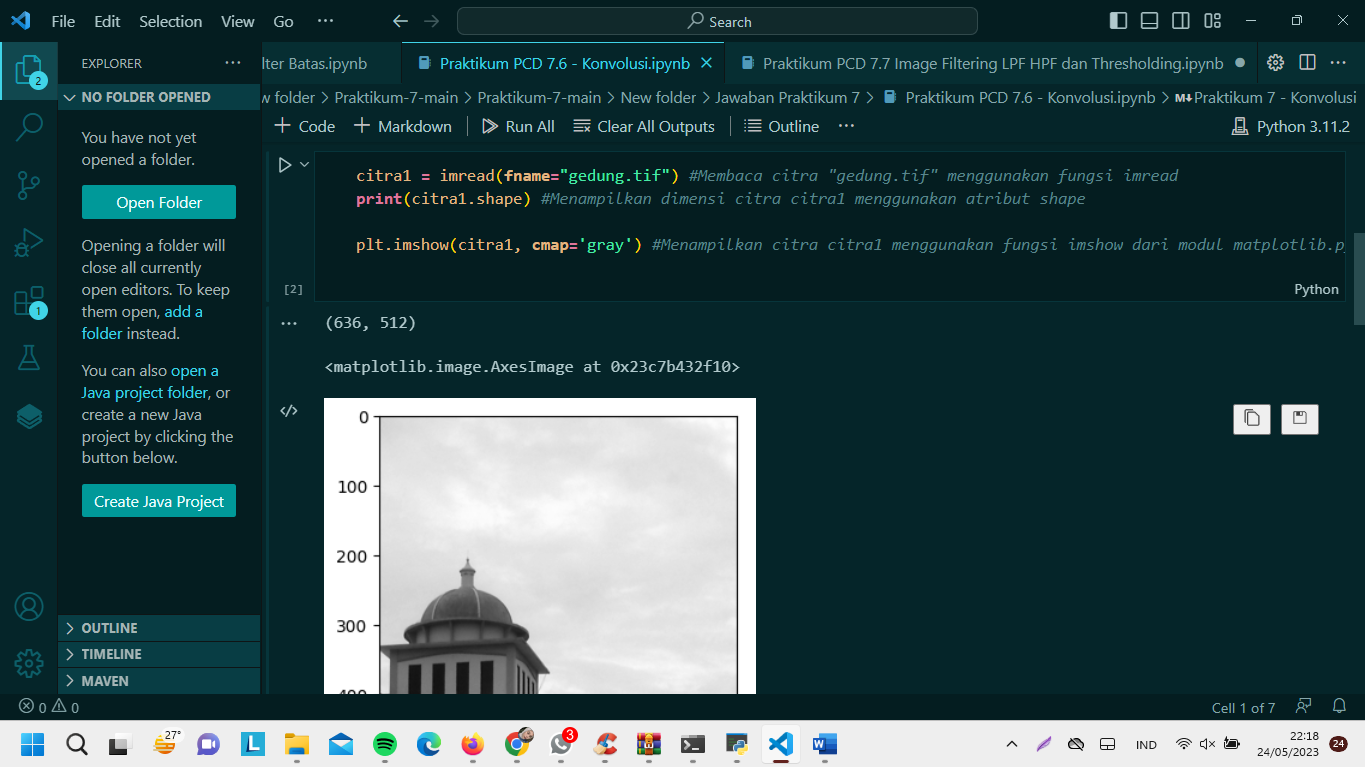 File Edit Selection View Go ··· Search
EXPLORER ···
NO FOLDER OPENED
You have not yet
opened a folder.
Open Folder
Opening a folder will
close all currently
open editors. To keep
them open, add a
folder instead.
You can also open a
Java project folder, or
create a new Java
project by clicking the
button below.
Create Java Project
OUTLINE
TIMELINE
MAVEN
2
1
lter Batas.ipynb Praktikum PCD 7.6 - Konvolusi.ipynb Praktikum PCD 7.7 Image Filtering LPF HPF dan Thresholding.ipynb
w folder > Praktikum-7-main > Praktikum-7-main > New folder > Jawaban Praktikum 7 > Praktikum PCD 7.6 - Konvolusi.ipynb > M↓Praktikum 7 - Konvolusi
+ Code + Markdown Run All Clear All Outputs Outline ··· Python 3.11.2
citra1 = imread(fname="gedung.tif") #Membaca citra "gedung.tif" menggunakan fungsi imread
print(citra1.shape) #Menampilkan dimensi citra citra1 menggunakan atribut shape
plt.imshow(citra1, cmap='gray') #Menampilkan citra citra1 menggunakan fungsi imshow dari modul matplotlib.p
[2]
Python
(636, 512)
<matplotlib.image.AxesImage at 0x23c7b432f10>
0
100
200
300
400
0 0 Cell 1 of 7
27°
3
IND
22:18
24/05/2023
24